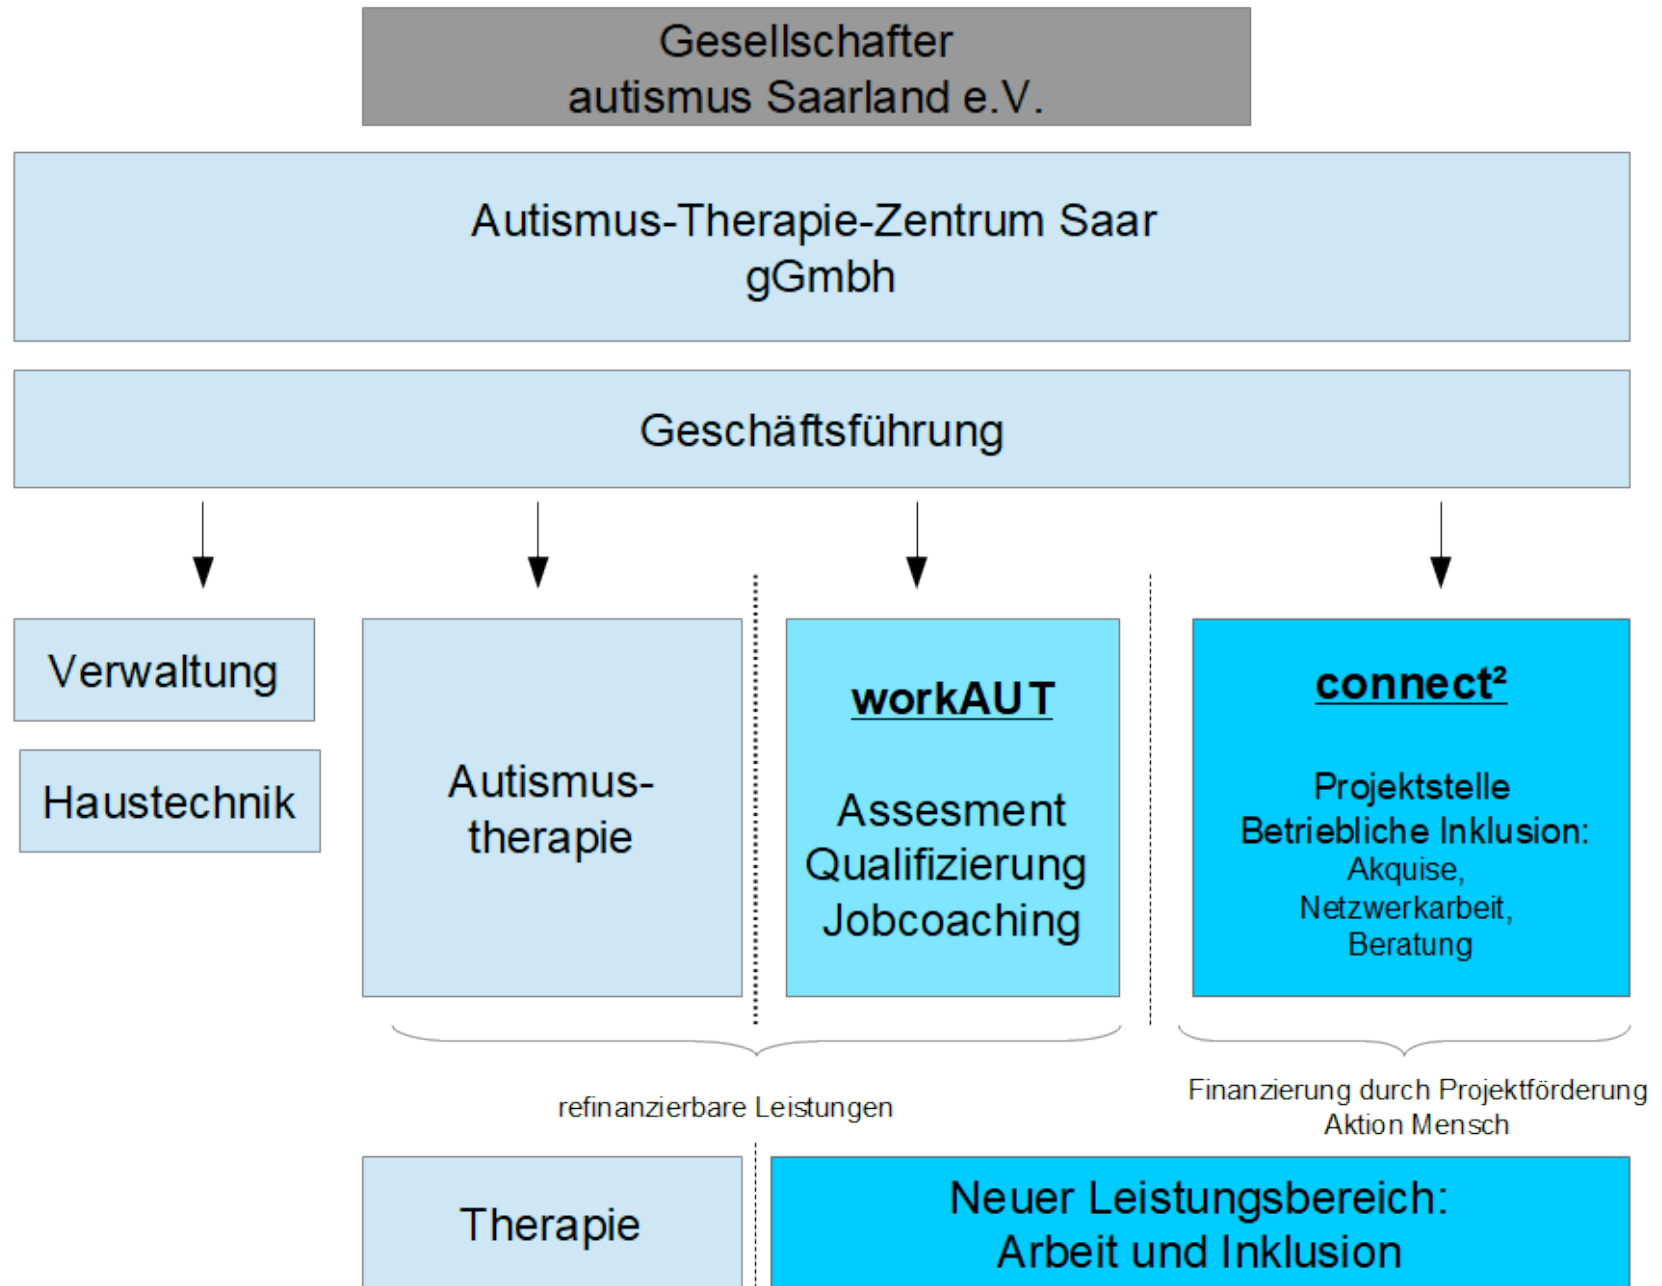 Gesellschafter
autismus Saarland e.V.
Autismus-Therapie-Zentrum Saar
gGmbh
Geschäftsführung
Verwaltung
Haustechnik
Autismus-
therapie
workAUT
Assesment
Qualifizierung
Jobcoaching
connect²
Projektstelle
Betriebliche Inklusion:
Akquise,
Netzwerkarbeit,
Beratung
refinanzierbare Leistungen
Finanzierung durch Projektförderung
Aktion Mensch
Therapie
Neuer Leistungsbereich:
Arbeit und Inklusion